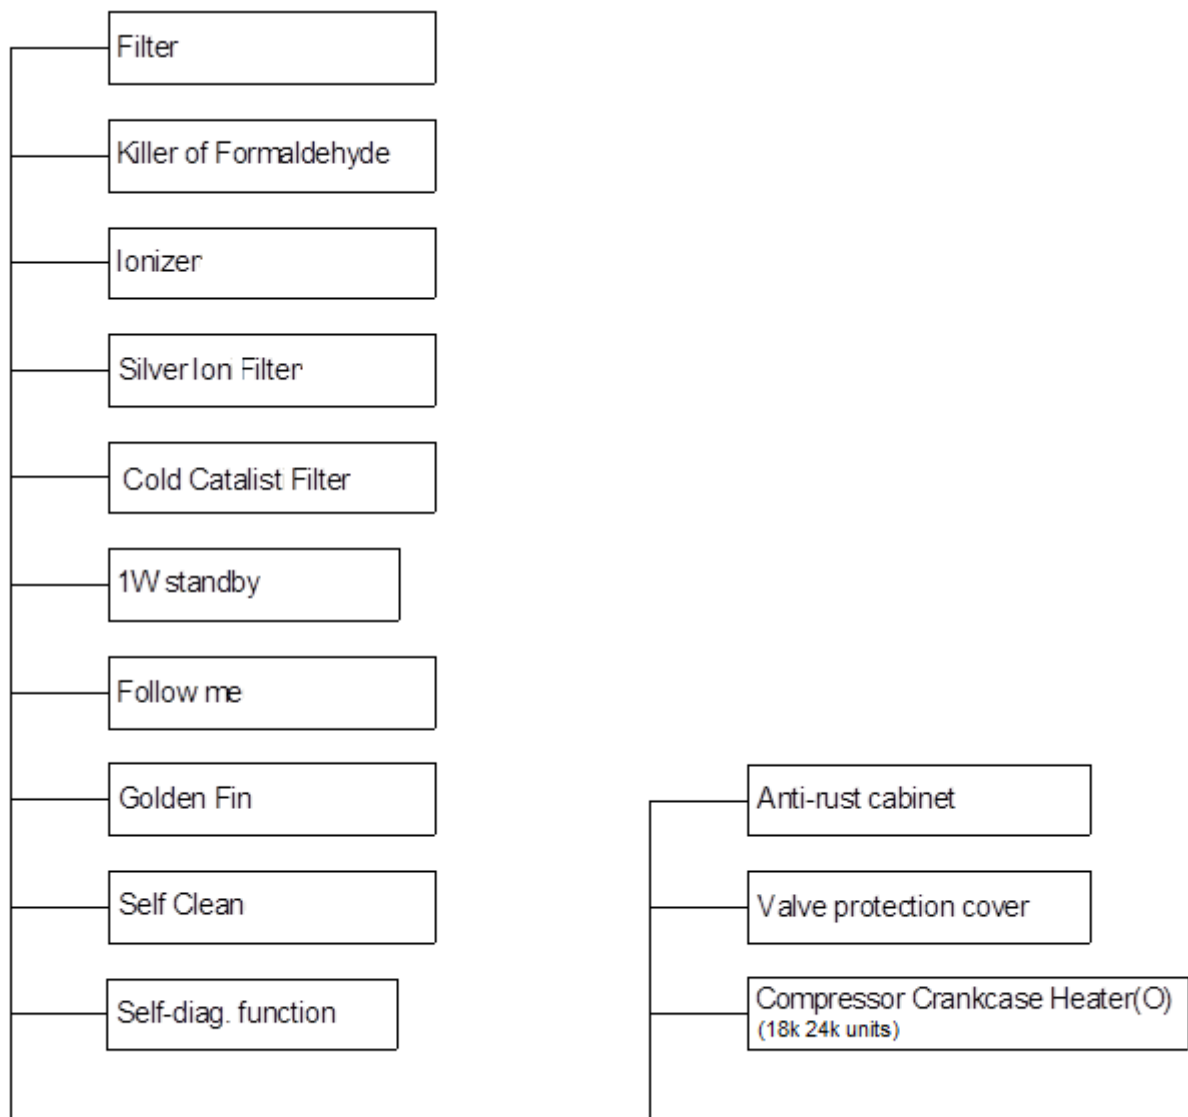 Filter
Killer of Formaldehyde
Ionizer
Silver Ion Filter
Cold Catalist Filter
1W standby
Follow me
Golden Fin
Self Clean
Self-diag. function
Anti-rust cabinet
Valve protection cover
Compressor Crankcase Heater(O)
(18k 24k units)